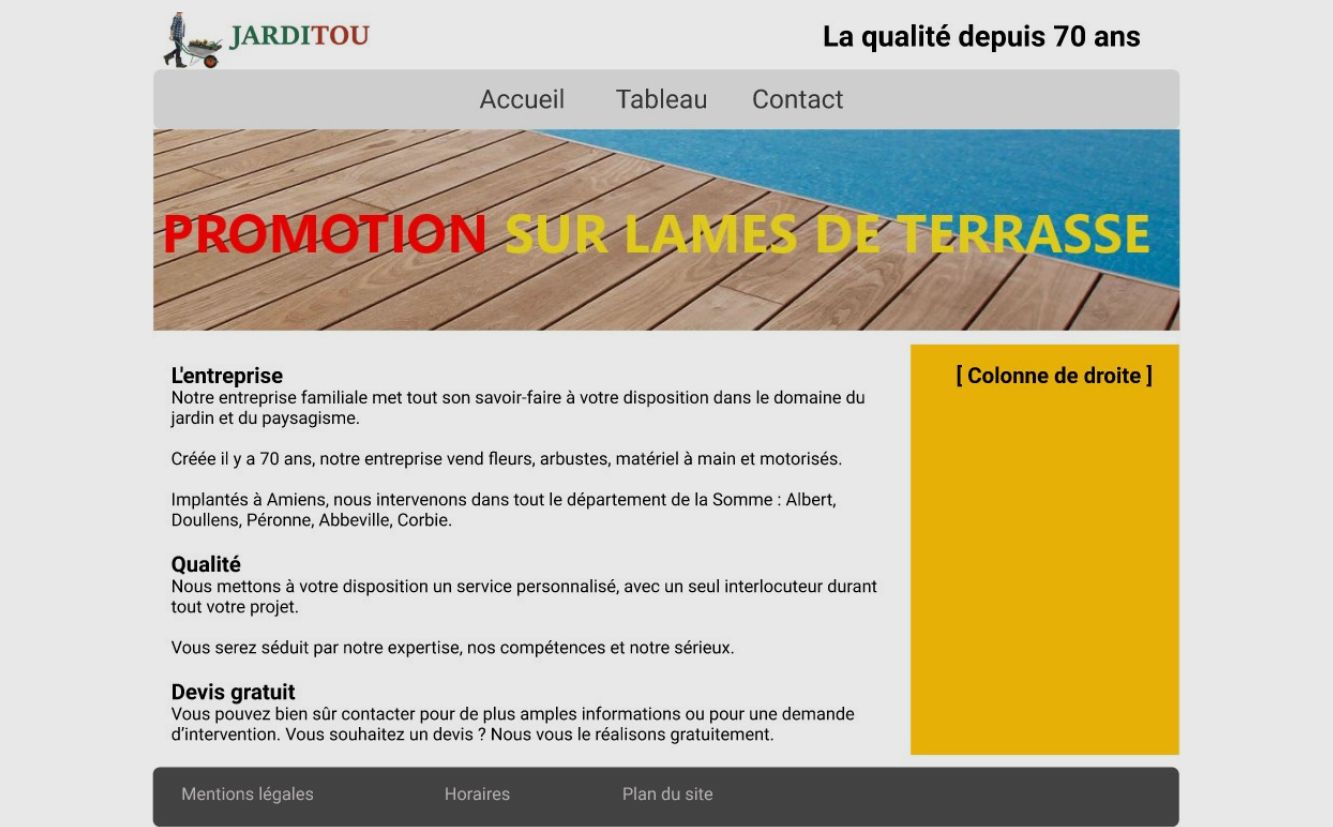 JARDITOU
La qualité depuis 70 ans
Accueil Tableau Contact
PROMOTION SUR LAMES DE TERRASSE
L'entreprise
Notre entreprise familiale met tout son savoir-faire à votre disposition dans le domaine du
jardin et du paysagisme.
Créée il y a 70 ans, notre entreprise vend fleurs, arbustes, matériel à main et motorisés.
Implantés à Amiens, nous intervenons dans tout le département de la Somme : Albert,
Doullens, Péronne, Abbeville, Corbie.
Qualité
Nous mettons à votre disposition un service personnalisé, avec un seul interlocuteur durant
tout votre projet.
Vous serez séduit par notre expertise, nos compétences et notre sérieux.
Devis gratuit
Vous pouvez bien sûr contacter pour de plus amples informations ou pour une demande
d’intervention. Vous souhaitez un devis ? Nous vous le réalisons gratuitement.
[ Colonne de droite ]
Mentions légales Horaires Plan du site